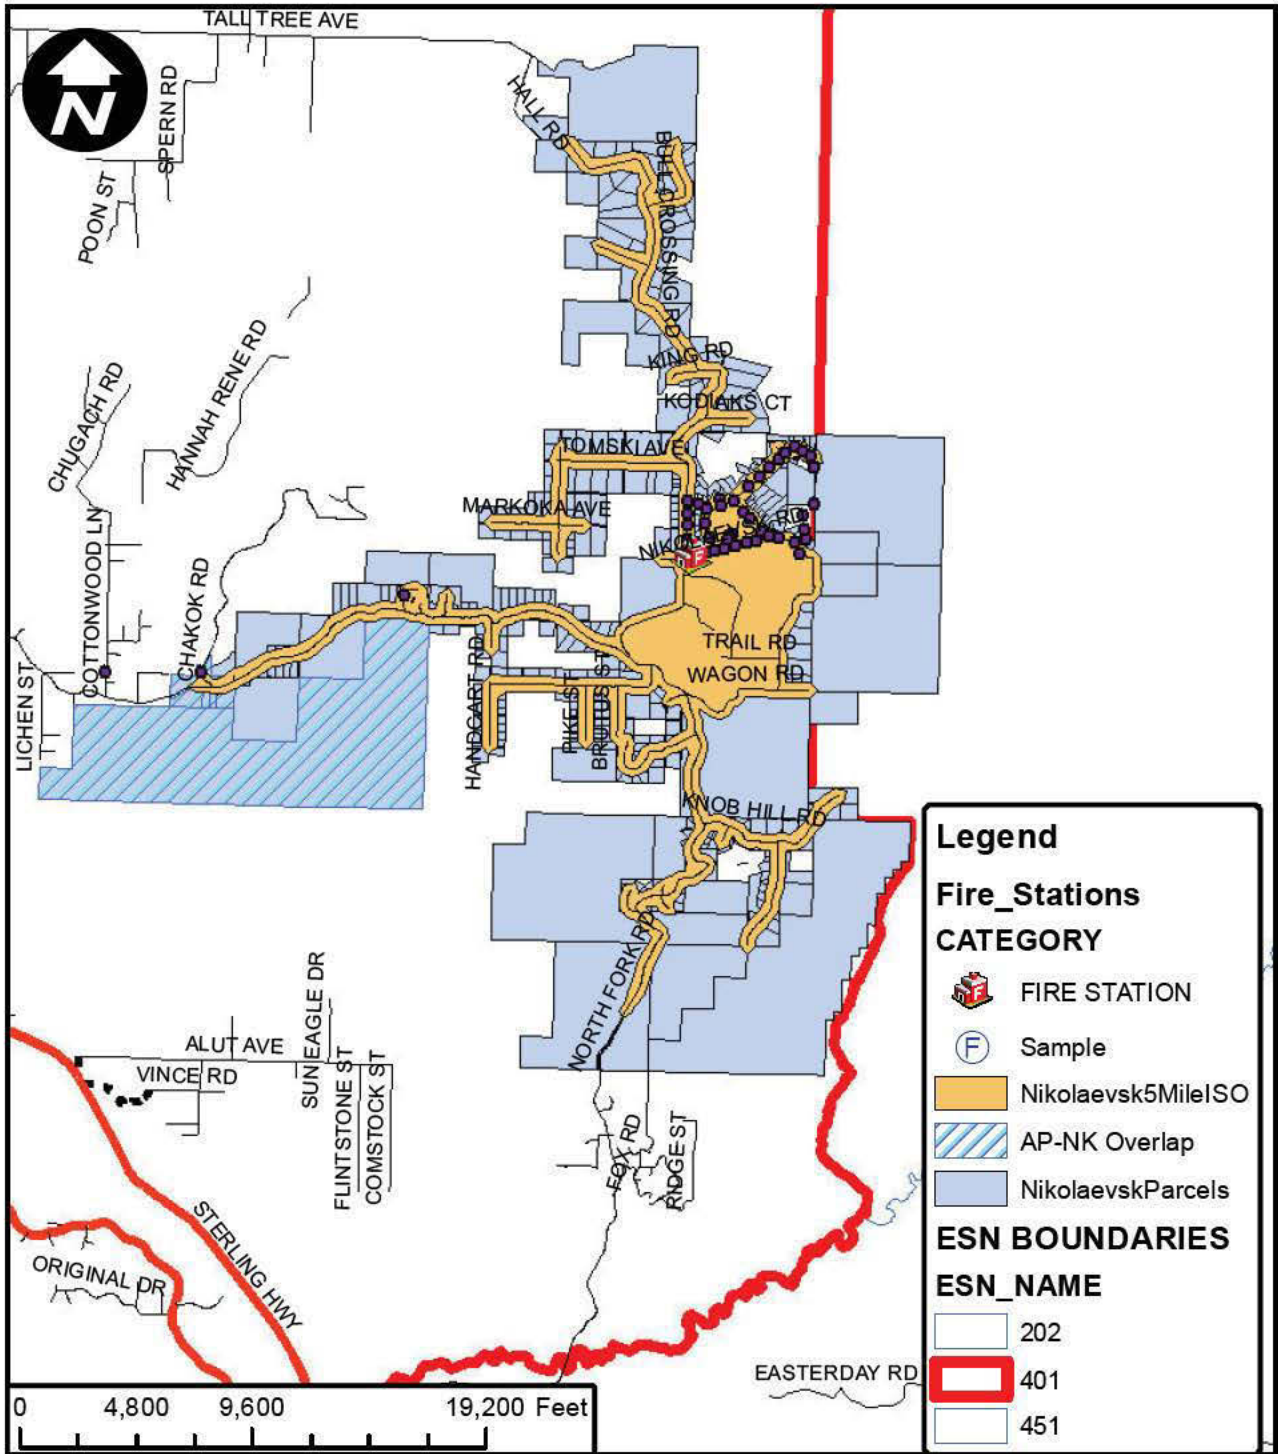 TALL TREE AVE
N
SPERN RD
POON ST
HALL RD
BULL CROSSING RD
HANNAH RENE RD
CHUGACH RD
KING RD
KODIAKS CT
TOMSK AVE
MARKOKA AVE
COTTONWOOD LN
CHAKOK RD
F
LICHEN ST
TRAIL RD
WAGON RD
HANDCART RD
PIKE ST
BRUTUS ST
KNOB HILL RD
NORTH FORK RD
SUN EAGLE DR
ALUT AVE
VINCE RD
FLINTSTONE ST
COMSTOCK ST
FOX RD
RIDGE ST
STERLING HWY
ORIGINAL DR
EASTERDAY RD
0 4,800 9,600 19,200 Feet
Legend
Fire_Stations
CATEGORY
F FIRE STATION
F Sample
Nikolaevsk5MileISO
AP-NK Overlap
NikolaevskParcels
ESN BOUNDARIES
ESN_NAME
202
401
451